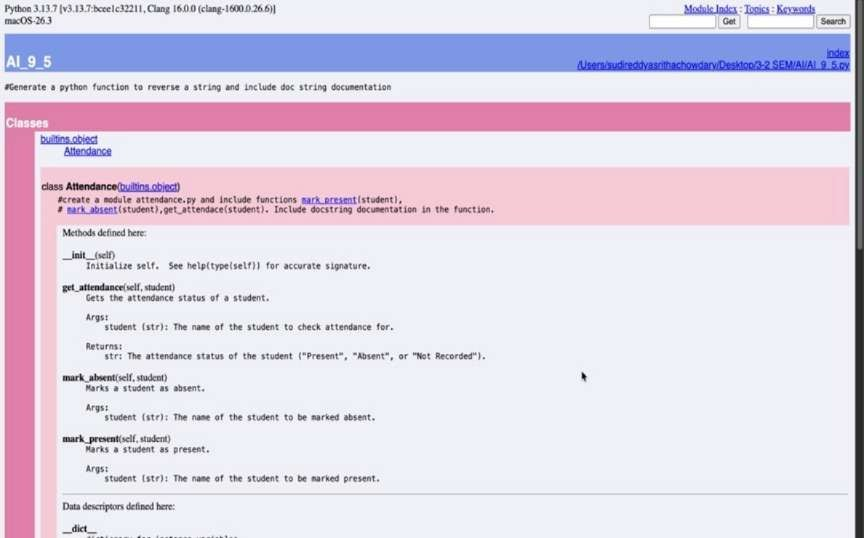 Python 3.13.7 [v3.13.7:bcee1c32211, Clang 16.0.0 (clang-1600.0.26.6)]
macOS-26.3
Module Index : Topics : Keywords
Get
Search
AI_9_5
index
/Users/sudireddyasrithachowdary/Desktop/3-2 SEM/AI/AI_9_5.py
#Generate a python function to reverse a string and include doc string documentation
Classes
builtins.object
Attendance
class Attendance(builtins.object)
#create a module attendance.py and include functions mark_present(student),
# mark_absent(student),get_attendace(student). Include docstring documentation in the function.
Methods defined here:
__init__(self)
Initialize self.  See help(type(self)) for accurate signature.
get_attendance(self, student)
Gets the attendance status of a student.
Args:
student (str): The name of the student to check attendance for.
Returns:
str: The attendance status of the student ("Present", "Absent", or "Not Recorded").
mark_absent(self, student)
Marks a student as absent.
Args:
student (str): The name of the student to be marked absent.
mark_present(self, student)
Marks a student as present.
Args:
student (str): The name of the student to be marked present.
Data descriptors defined here:
__dict__
dictionary for instance variables